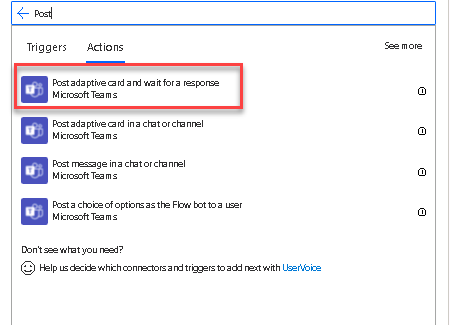 Post
Triggers Actions See more
Post adaptive card and wait for a response
Microsoft Teams
Post adaptive card in a chat or channel
Microsoft Teams
Post message in a chat or channel
Microsoft Teams
Post a choice of options as the Flow bot to a user
Microsoft Teams
Don't see what you need?
Help us decide which connectors and triggers to add next with UserVoice